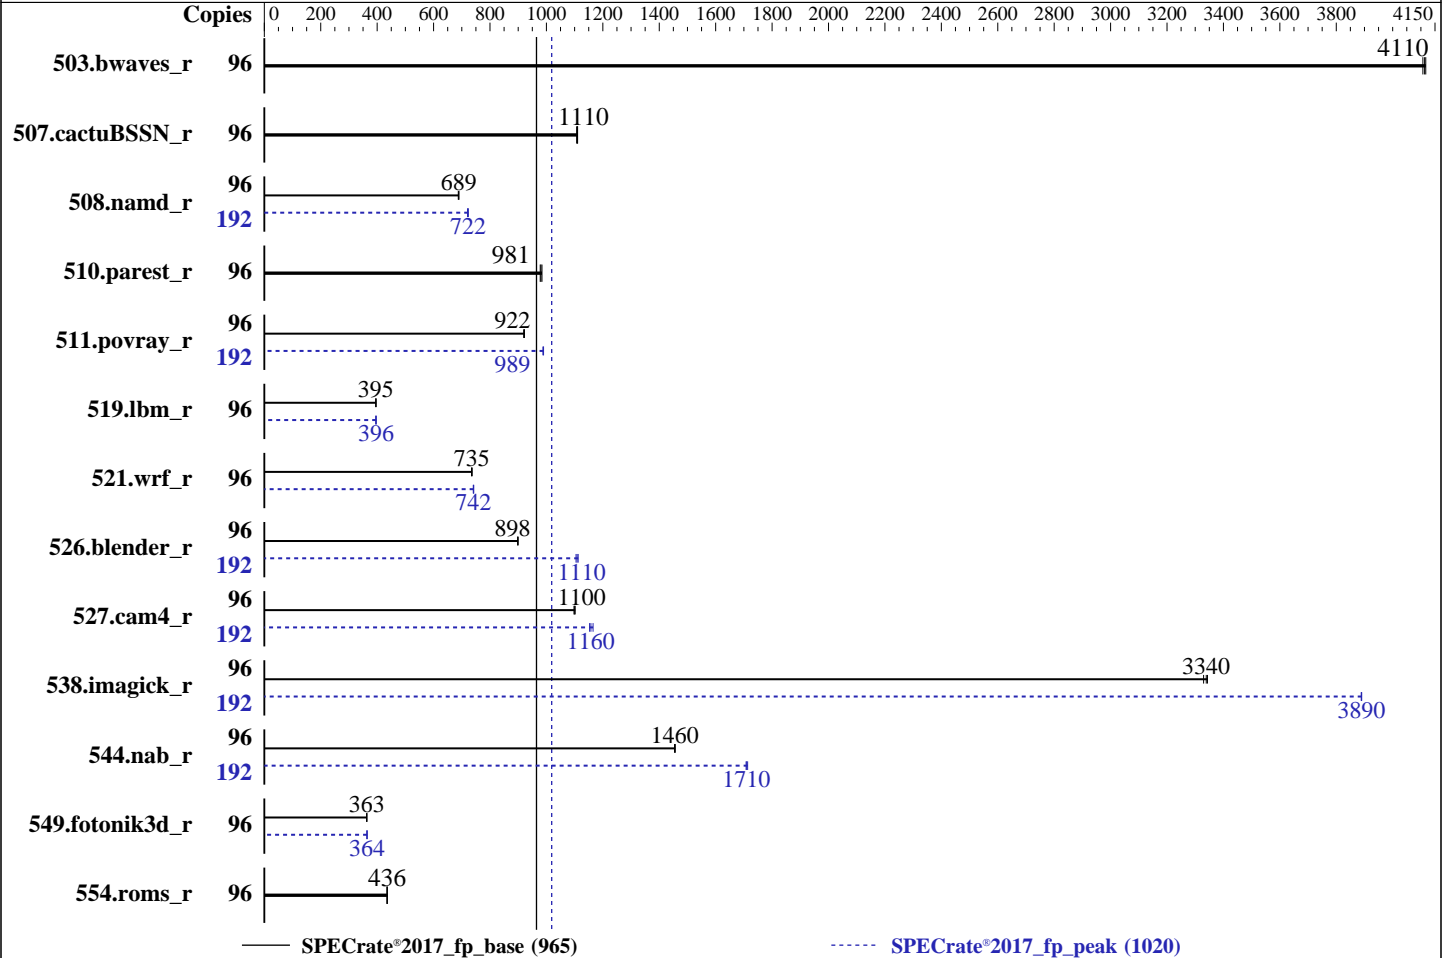 Copies 0 200 400 600 800 1000 1200 1400 1600 1800 2000 2200 2400 2600 2800 3000 3200 3400 3600 3800 4150
503.bwaves_r 96 4110
507.cactuBSSN_r 96 1110
508.namd_r 96 689
192 722
510.parest_r 96 981
511.povray_r 96 922
192 989
519.lbm_r 96 395
396
521.wrf_r 96 735
742
526.blender_r 96 898
192 1110
527.cam4_r 96 1100
192 1160
538.imagick_r 96 3340
192 3890
544.nab_r 96 1460
192 1710
549.fotonik3d_r 96 363
364
554.roms_r 96 436
SPECrate®2017_fp_base (965) SPECrate®2017_fp_peak (1020)